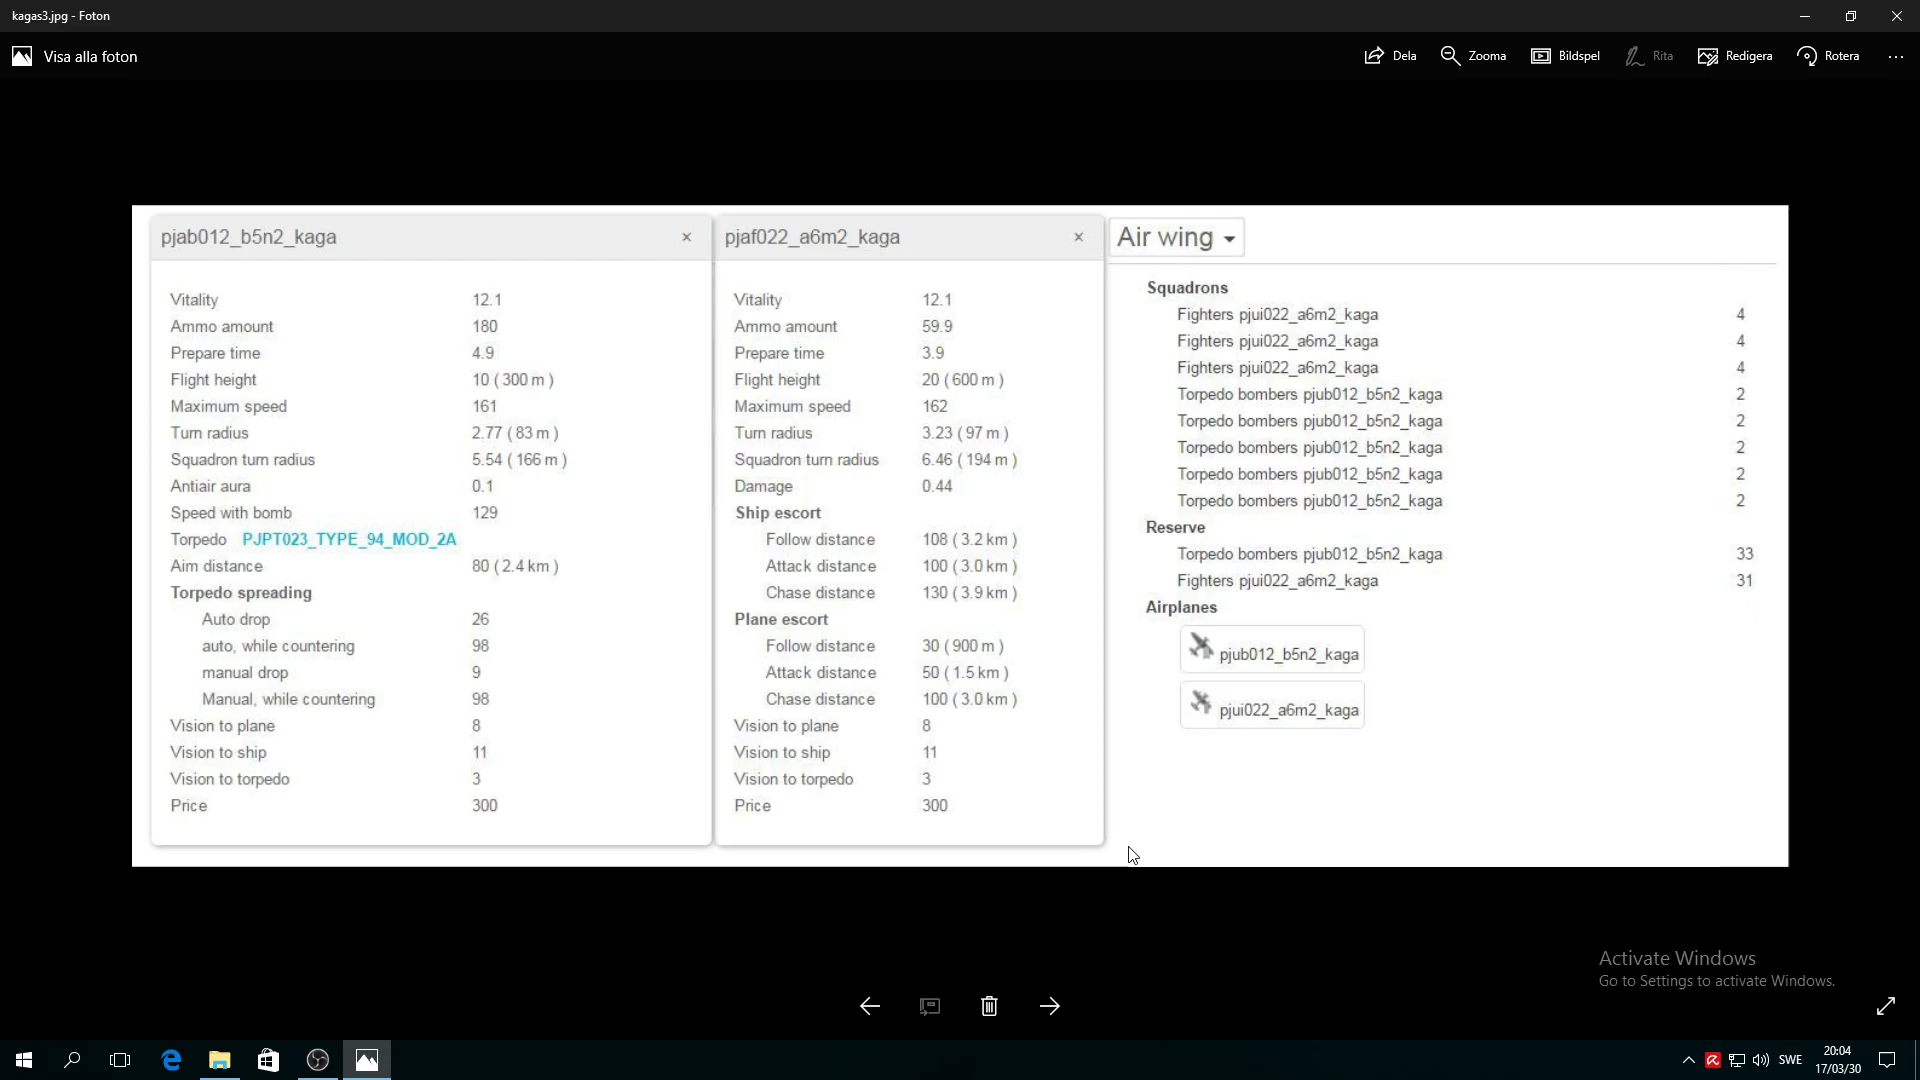 kagas3.jpg - Foton
Visa alla foton
Dela
Zooma
Bildspel
Rita
Redigera
Rotera
pjab012_b5n2_kaga ×
Vitality 12.1
Ammo amount 180
Prepare time 4.9
Flight height 10 ( 300 m )
Maximum speed 161
Turn radius 2.77 ( 83 m )
Squadron turn radius 5.54 ( 166 m )
Antiair aura 0.1
Speed with bomb 129
Torpedo PJPT023_TYPE_94_MOD_2A
Aim distance 80 ( 2.4 km )
Torpedo spreading
Auto drop 26
auto, while countering 98
manual drop 9
Manual, while countering 98
Vision to plane 8
Vision to ship 11
Vision to torpedo 3
Price 300
pjaf022_a6m2_kaga ×
Vitality 12.1
Ammo amount 59.9
Prepare time 3.9
Flight height 20 ( 600 m )
Maximum speed 162
Turn radius 3.23 ( 97 m )
Squadron turn radius 6.46 ( 194 m )
Damage 0.44
Ship escort
Follow distance 108 ( 3.2 km )
Attack distance 100 ( 3.0 km )
Chase distance 130 ( 3.9 km )
Plane escort
Follow distance 30 ( 900 m )
Attack distance 50 ( 1.5 km )
Chase distance 100 ( 3.0 km )
Vision to plane 8
Vision to ship 11
Vision to torpedo 3
Price 300
Air wing
Squadrons
Fighters pjui022_a6m2_kaga 4
Fighters pjui022_a6m2_kaga 4
Fighters pjui022_a6m2_kaga 4
Torpedo bombers pjub012_b5n2_kaga 2
Torpedo bombers pjub012_b5n2_kaga 2
Torpedo bombers pjub012_b5n2_kaga 2
Torpedo bombers pjub012_b5n2_kaga 2
Torpedo bombers pjub012_b5n2_kaga 2
Reserve
Torpedo bombers pjub012_b5n2_kaga 33
Fighters pjui022_a6m2_kaga 31
Airplanes
pjub012_b5n2_kaga
pjui022_a6m2_kaga
Activate Windows
Go to Settings to activate Windows.
SWE
20:04
17/03/30